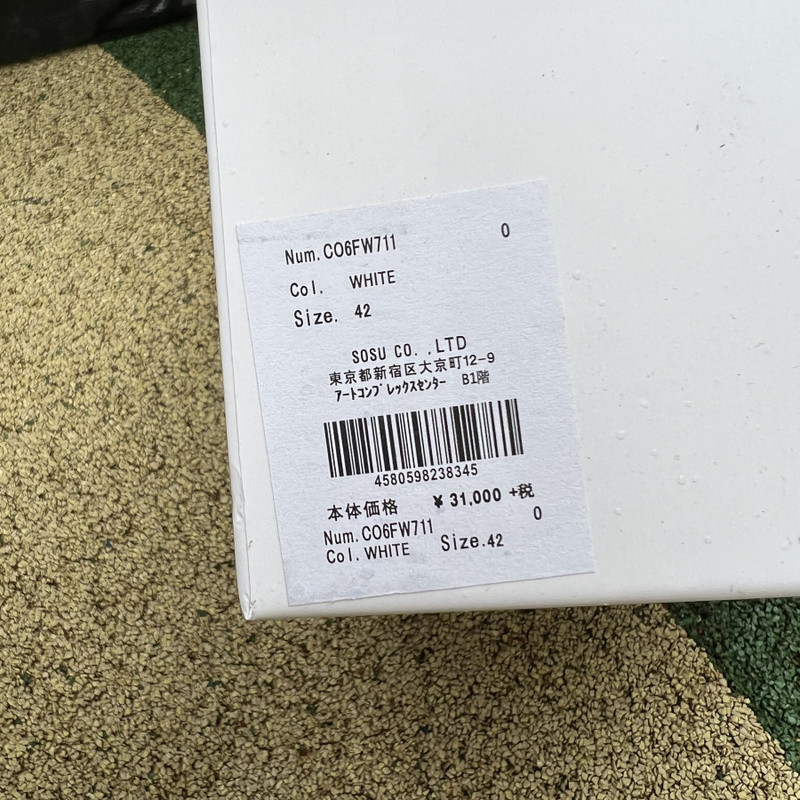 Num.CO6FW711 0
Col. WHITE
Size. 42
SOSU CO. ,LTD
東京都新宿区大京町12-9
ｱｰﾄｺﾝﾌﾟﾚｯｸｽｾﾝﾀｰ B1階
4580598238345
本体価格 ¥ 31,000 +税
Num.CO6FW711 0
Col.WHITE Size.42